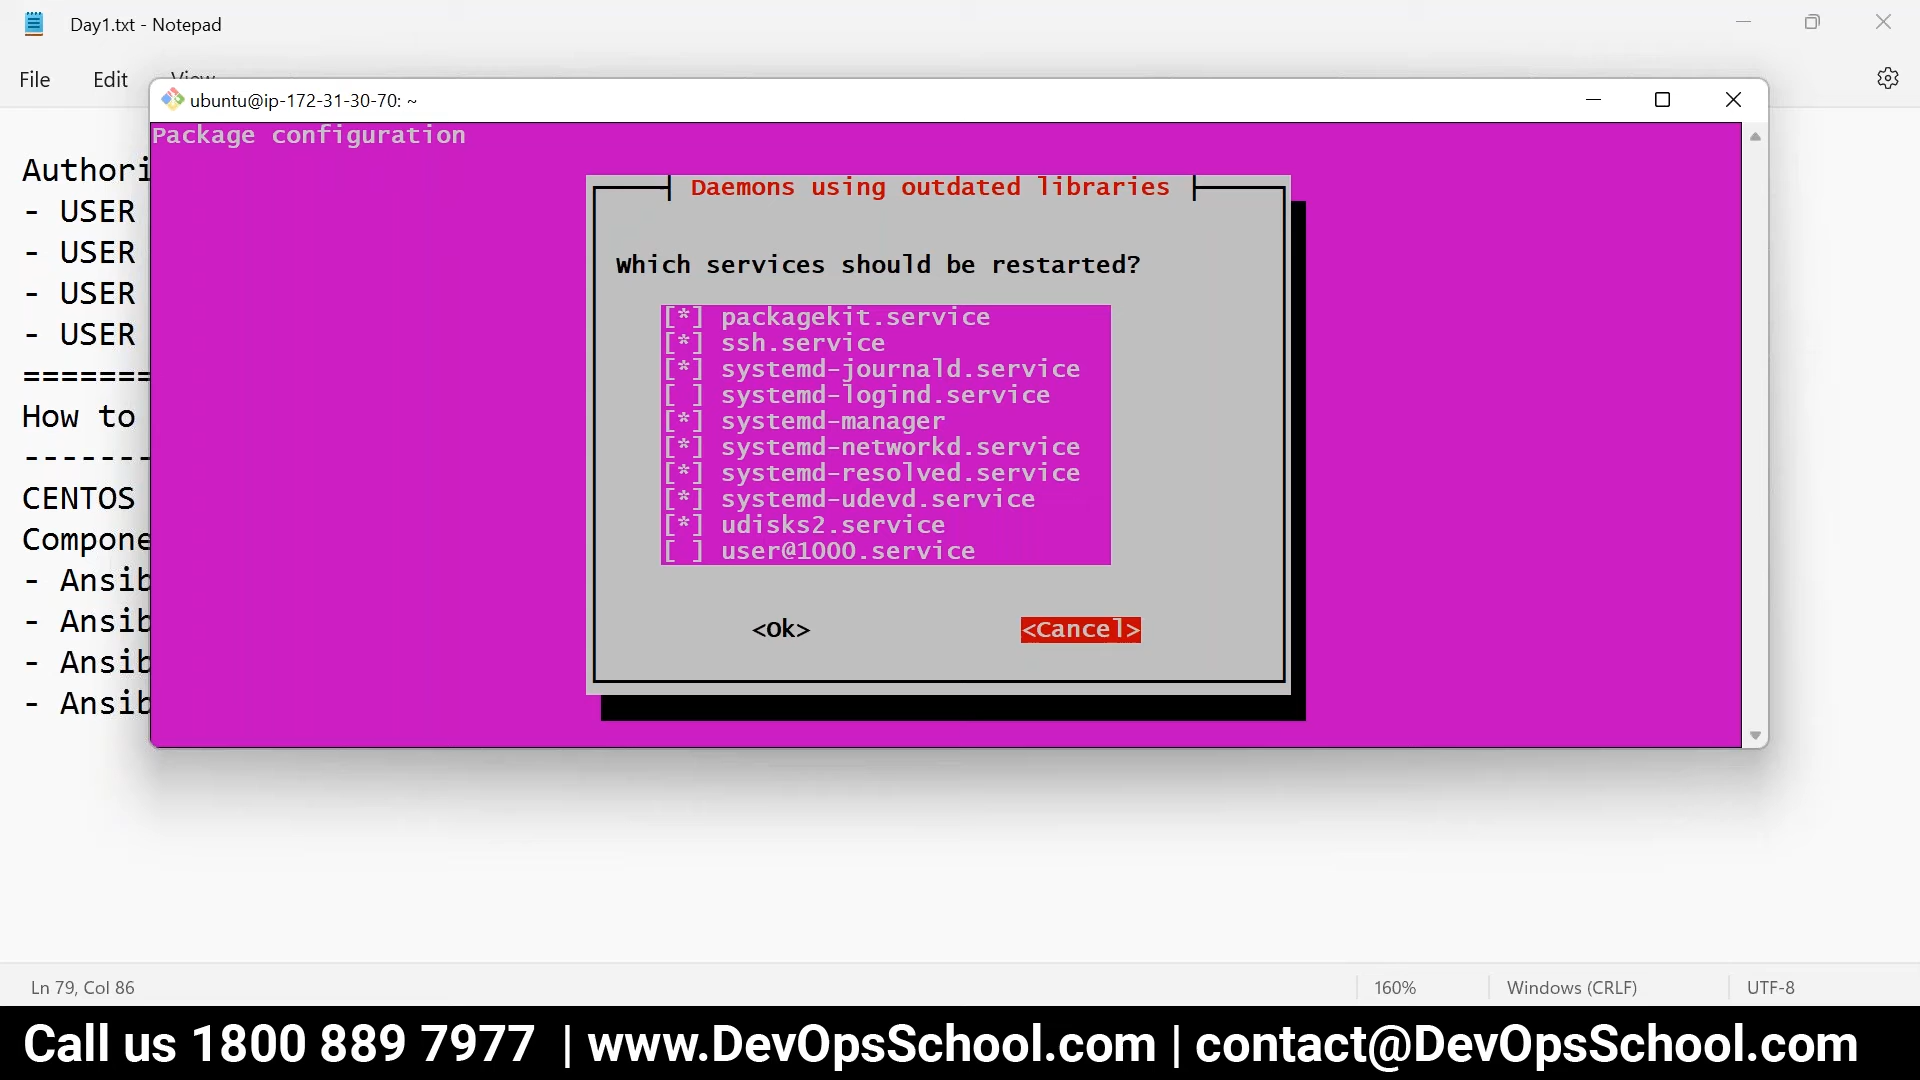 Day1.txt - Notepad
File Edit View
ubuntu@ip-172-31-30-70: ~
Package configuration
Authori
- USER
- USER
- USER
- USER
=======
How to
-------
CENTOS
Compone
- Ansib
- Ansib
- Ansib
- Ansib
Daemons using outdated libraries
Which services should be restarted?
[*] packagekit.service
[*] ssh.service
[*] systemd-journald.service
[ ] systemd-logind.service
[*] systemd-manager
[*] systemd-networkd.service
[*] systemd-resolved.service
[*] systemd-udevd.service
[*] udisks2.service
[ ] user@1000.service
<Ok> <Cancel>
Ln 79, Col 86 160% Windows (CRLF) UTF-8
Call us 1800 889 7977 | www.DevOpsSchool.com | contact@DevOpsSchool.com